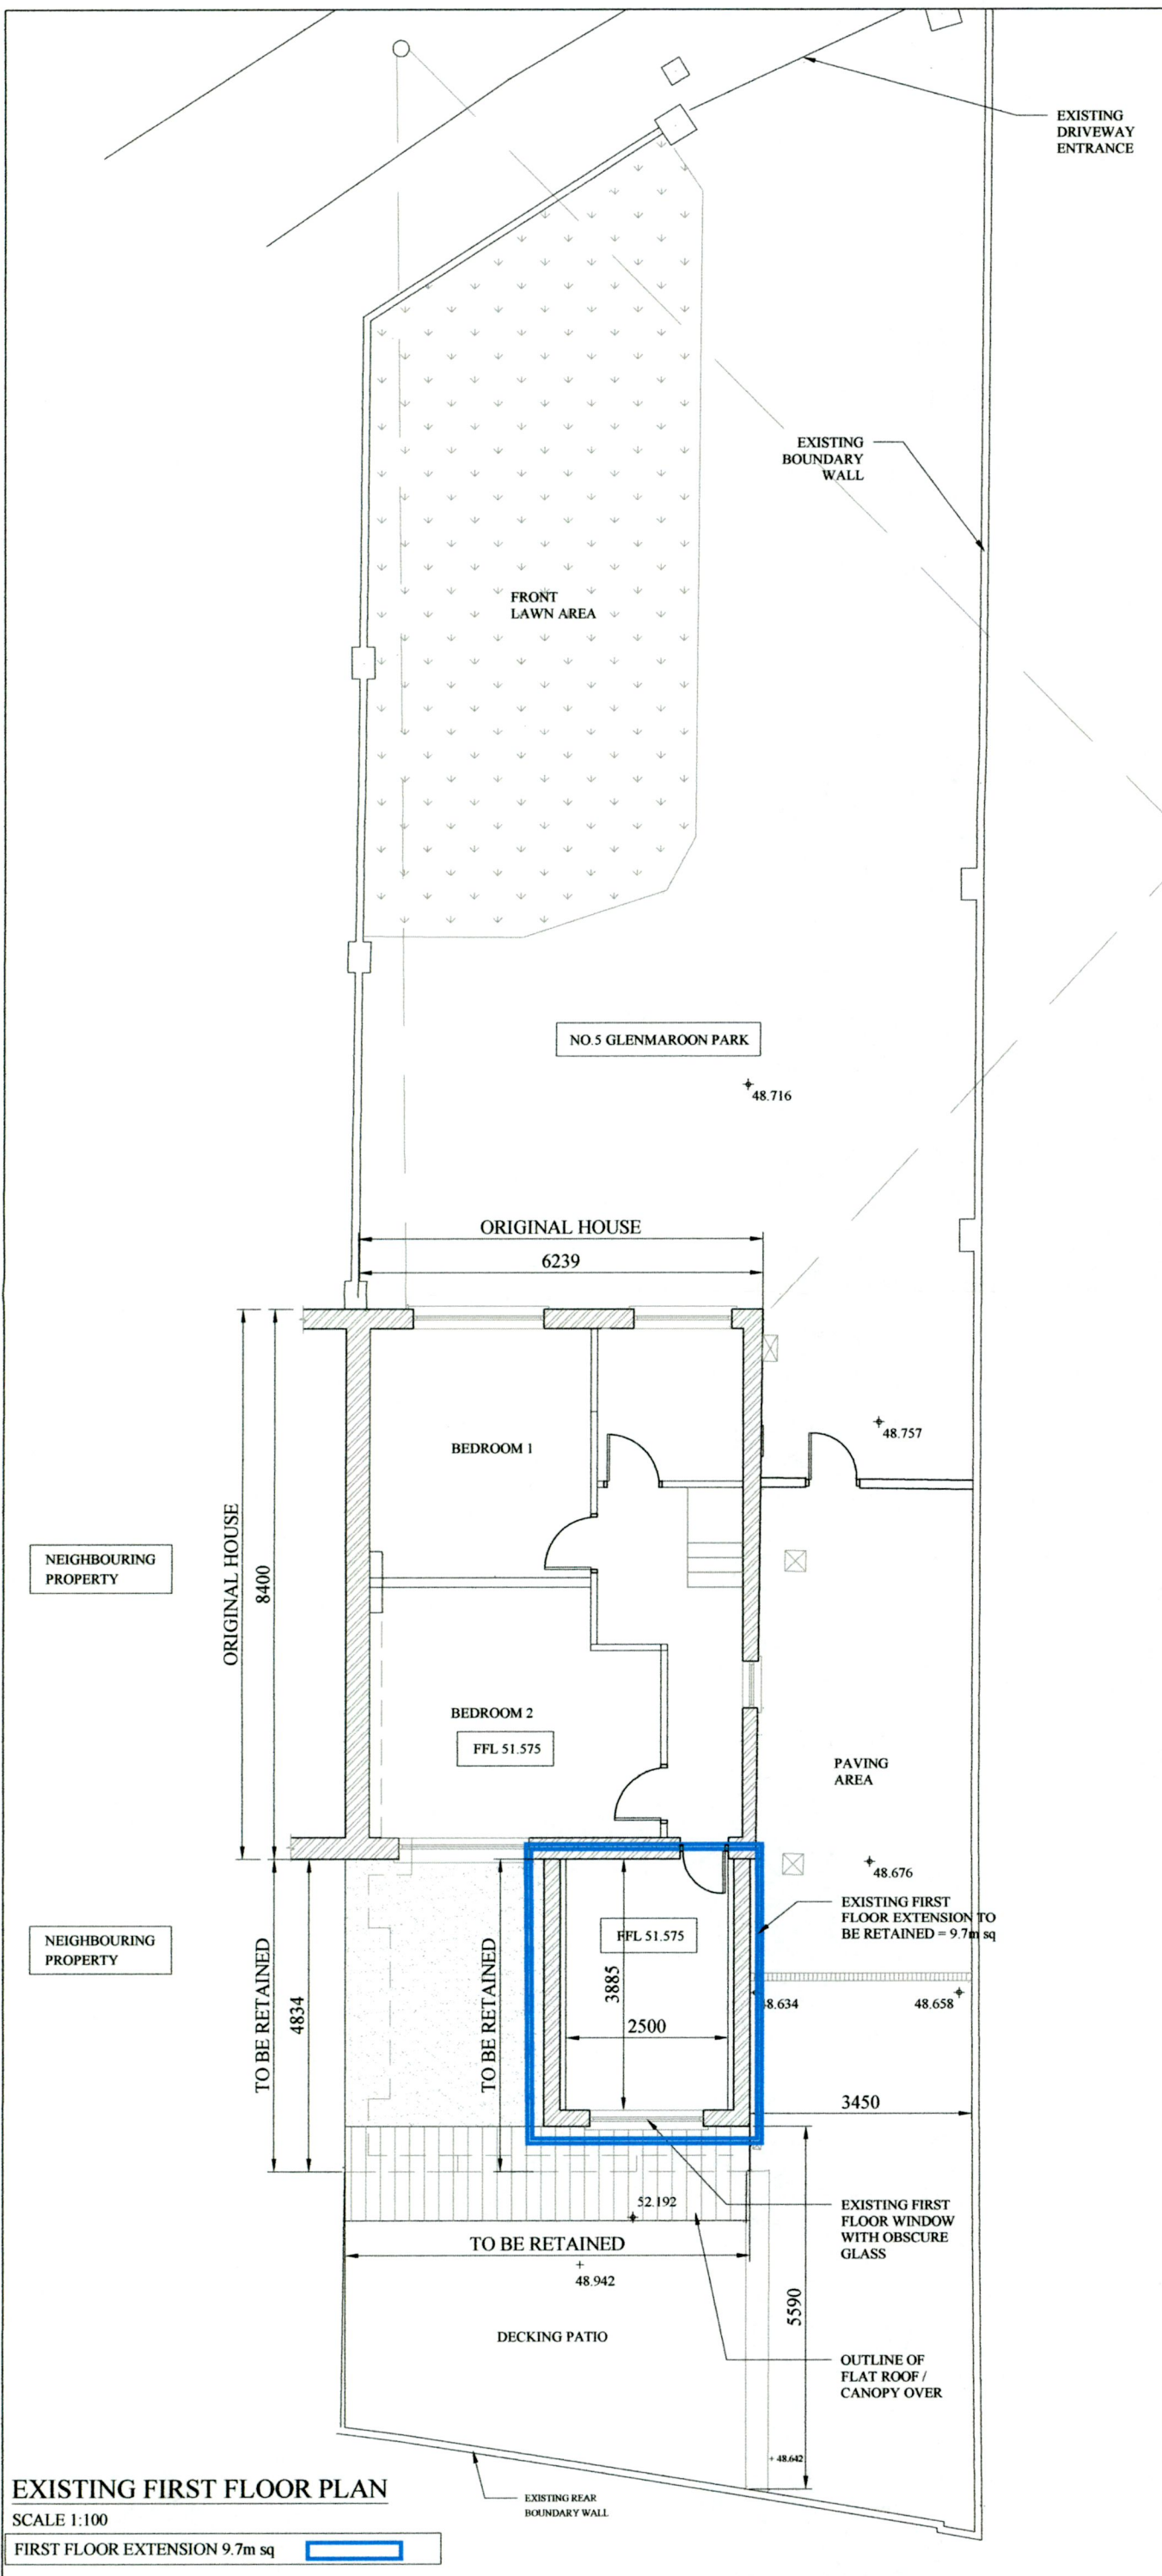 EXISTING
DRIVEWAY
ENTRANCE
EXISTING
BOUNDARY
WALL
FRONT
LAWN AREA
NO.5 GLENMAROON PARK
48.716
ORIGINAL HOUSE
6239
BEDROOM 1
48.757
ORIGINAL HOUSE
8400
NEIGHBOURING
PROPERTY
BEDROOM 2
FFL 51.575
PAVING
AREA
48.676
EXISTING FIRST
FLOOR EXTENSION TO
BE RETAINED = 9.7m sq
NEIGHBOURING
PROPERTY
TO BE RETAINED
4834
TO BE RETAINED
FFL 51.575
3885
2500
48.658
3450
52.192
EXISTING FIRST
FLOOR WINDOW
WITH OBSCURE
GLASS
TO BE RETAINED
48.942
5590
DECKING PATIO
OUTLINE OF
FLAT ROOF /
CANOPY OVER
48.642
EXISTING REAR
BOUNDARY WALL
EXISTING FIRST FLOOR PLAN
SCALE 1:100
FIRST FLOOR EXTENSION 9.7m sq